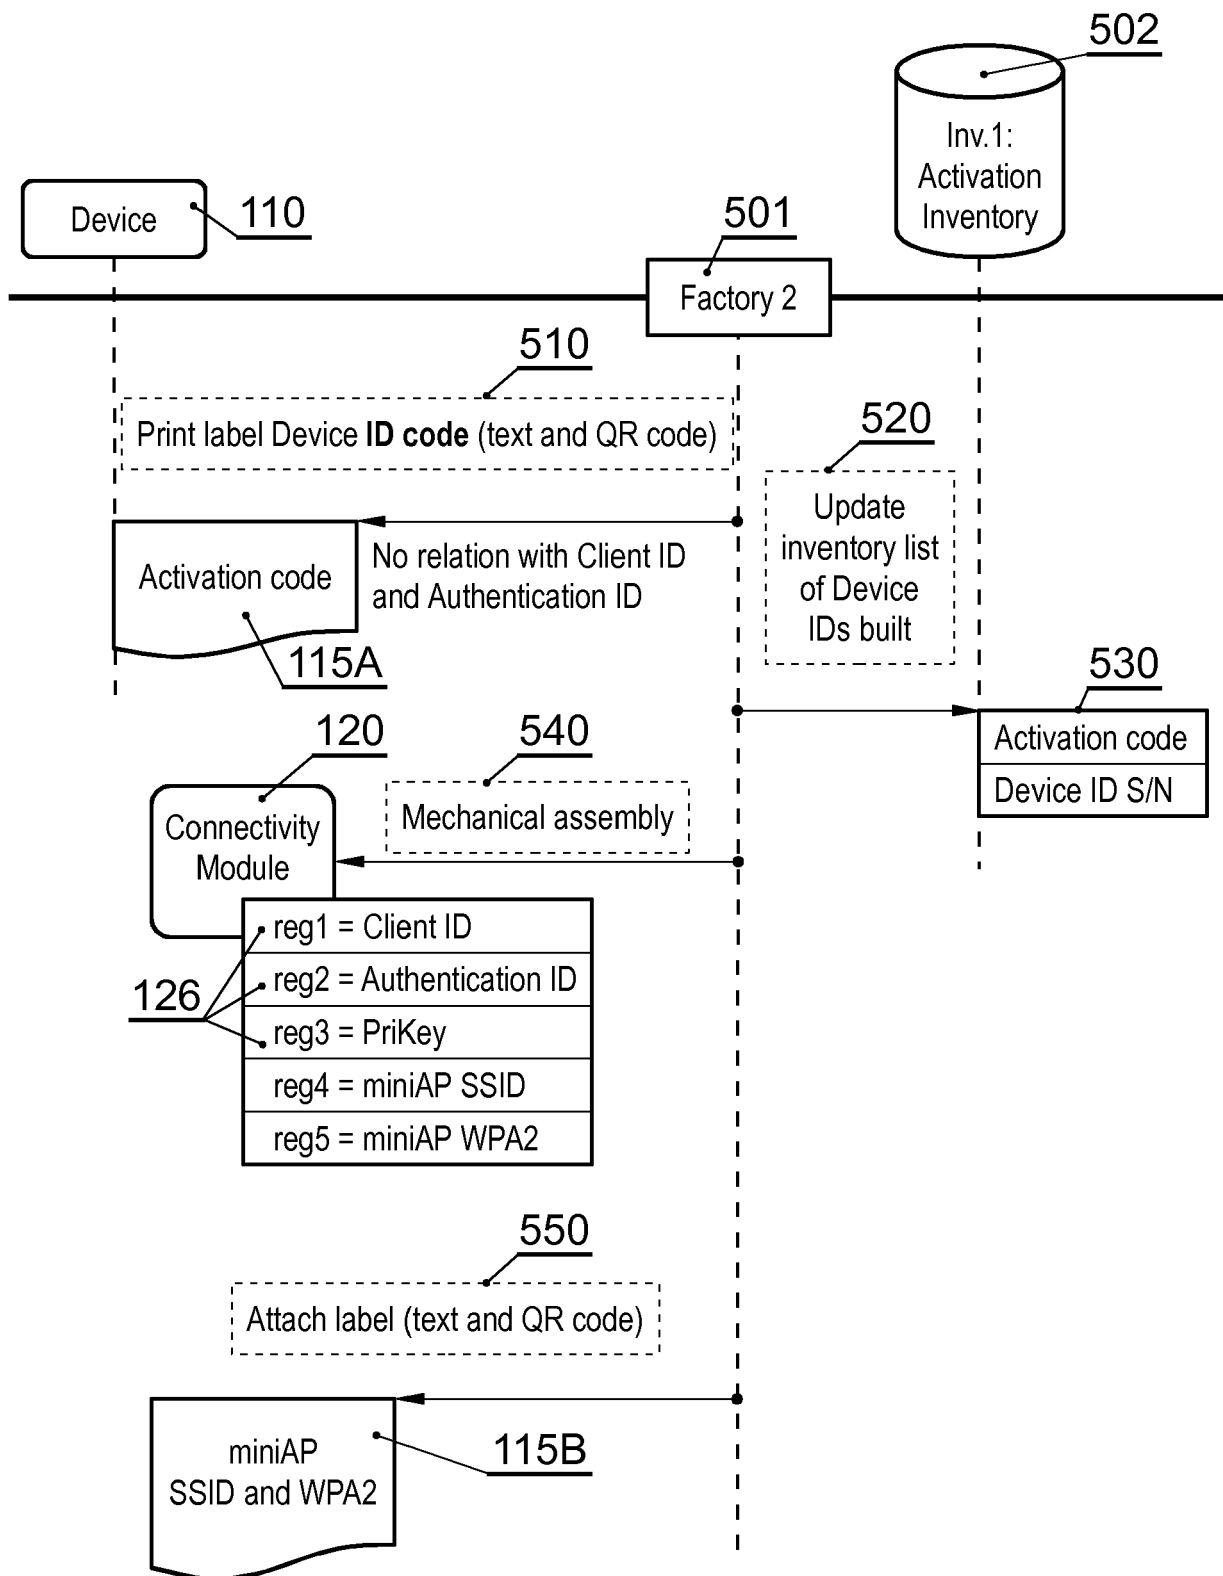 502
Inv.1:
Activation
Inventory
Device
110
501
Factory 2
510
Print label Device ID code (text and QR code)
520
Update
inventory list
of Device
IDs built
Activation code
No relation with Client ID
and Authentication ID
115A
530
Activation code
Device ID S/N
120
540
Connectivity
Module
Mechanical assembly
reg1 = Client ID
reg2 = Authentication ID
126
reg3 = PriKey
reg4 = miniAP SSID
reg5 = miniAP WPA2
550
Attach label (text and QR code)
miniAP
SSID and WPA2
115B